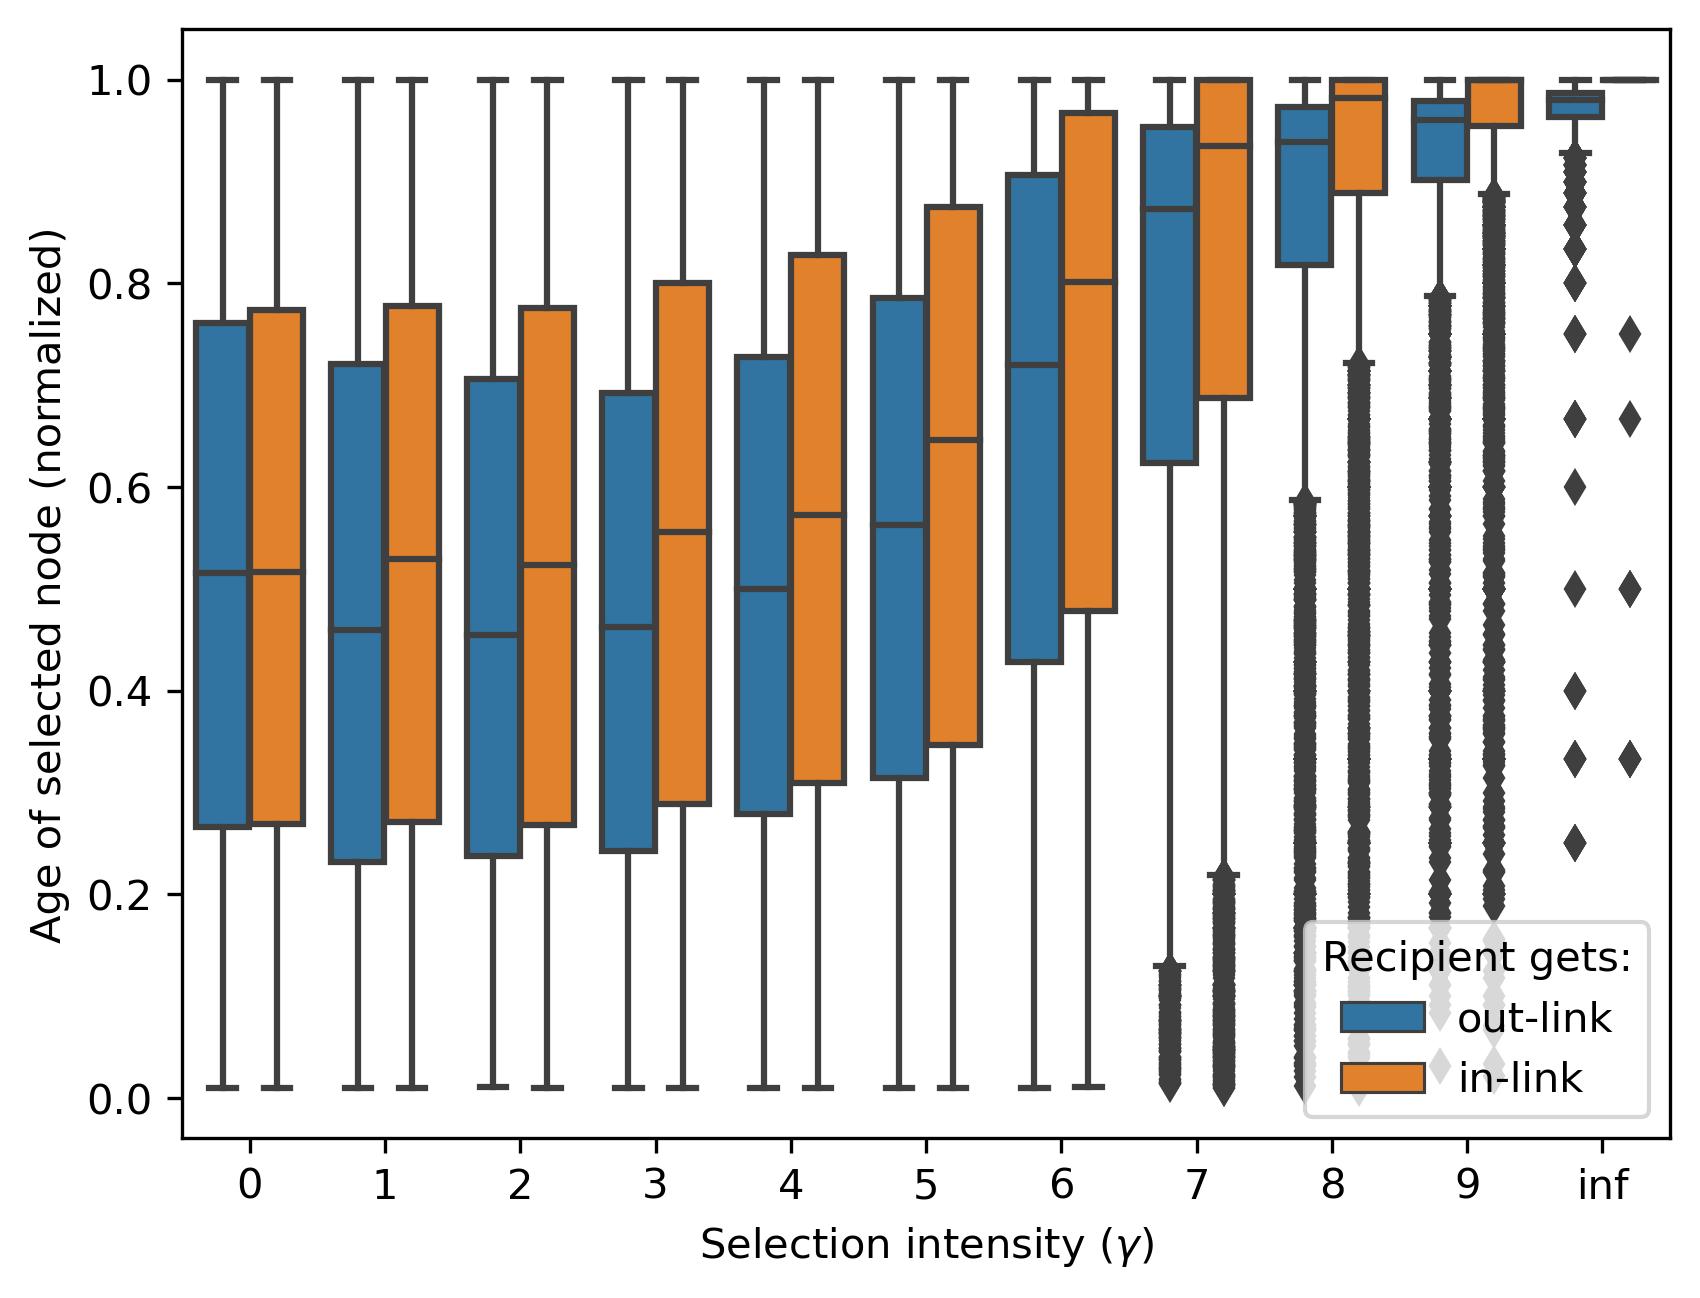 1.0
0.8
0.6
0.4
0.2
0.0
Age of selected node (normalized)
Recipient gets:
out-link
in-link
0 1 2 3 4 5 6 7 8 9 inf
Selection intensity (γ)